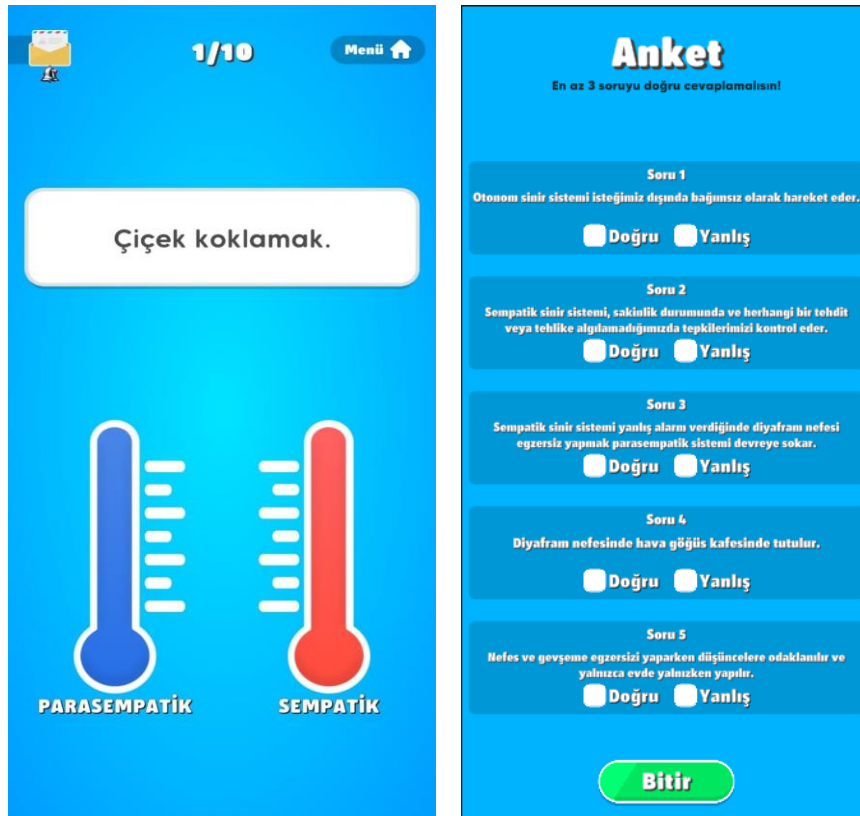 1/10
Menü
Çiçek koklamak.
PARASEMPATİK
SEMPATİK
Anket
En az 3 soruyu doğru cevaplamalısın!
Soru 1
Otonom sinir sistemi isteğimiz dışında bağımsız olarak hareket eder.
Doğru Yanlış
Soru 2
Sempatik sinir sistemi, sakinlik durumunda ve herhangi bir tehdit
veya tehlike algılamadığımızda tepkilerimizi kontrol eder.
Doğru Yanlış
Soru 3
Sempatik sinir sistemi yanlış alarm verdiğinde diyafram nefesi
egzersiz yapmak parasempatik sistemi devreye sokar.
Doğru Yanlış
Soru 4
Diyafram nefesinde hava göğüs kafesinde tutulur.
Doğru Yanlış
Soru 5
Nefes ve gevşeme egzersizi yaparken düşüncelere odaklanılır ve
yalnızca evde yalnızken yapılır.
Doğru Yanlış
Bitir